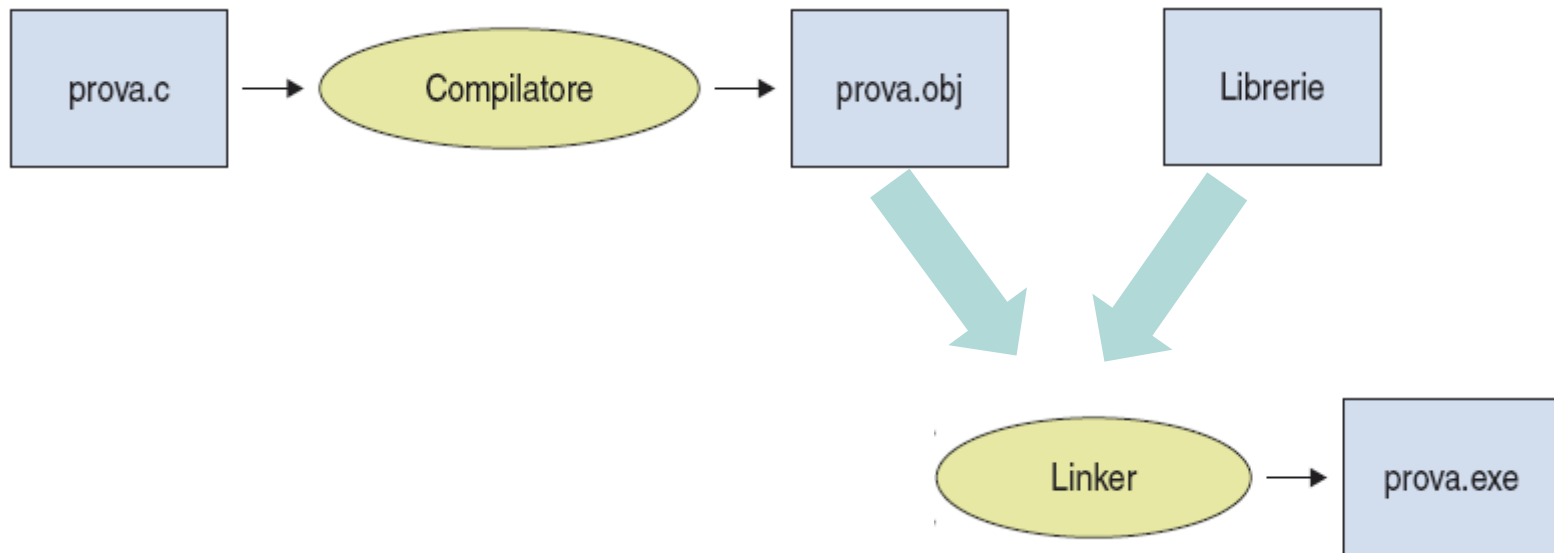 prova.c
Compilatore
prova.obj
Librerie
Linker
prova.exe